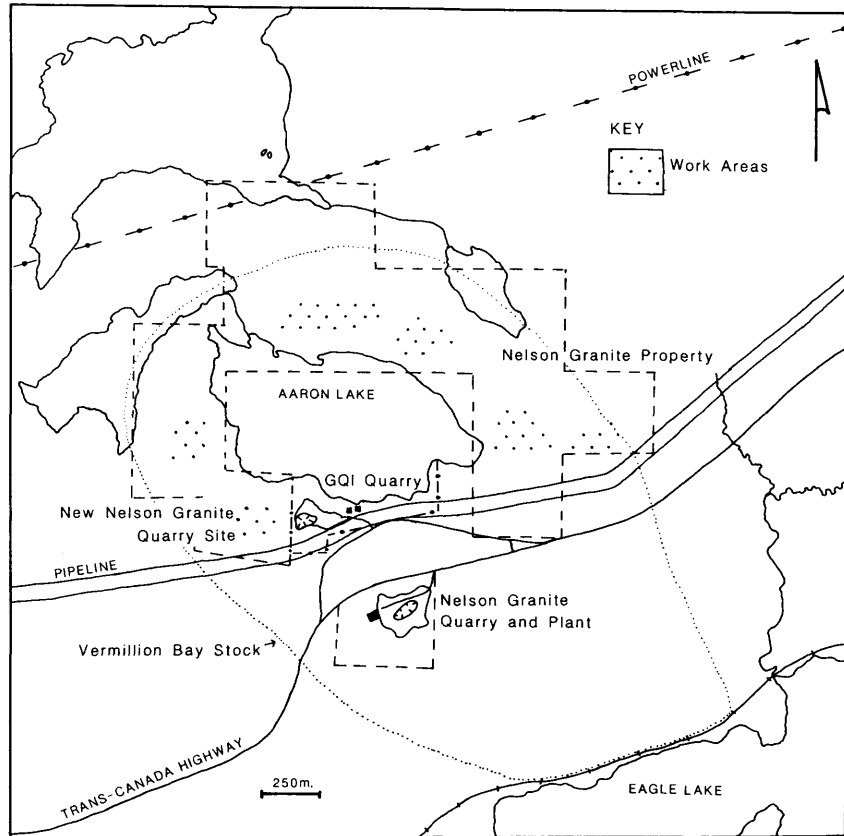 POWERLINE
KEY
Work Areas
Nelson Granite Property
AARON LAKE
GQI Quarry
New Nelson Granite
Quarry Site
PIPELINE
Nelson Granite
Quarry and Plant
Vermillion Bay Stock
TRANS-CANADA HIGHWAY
250m.
EAGLE LAKE